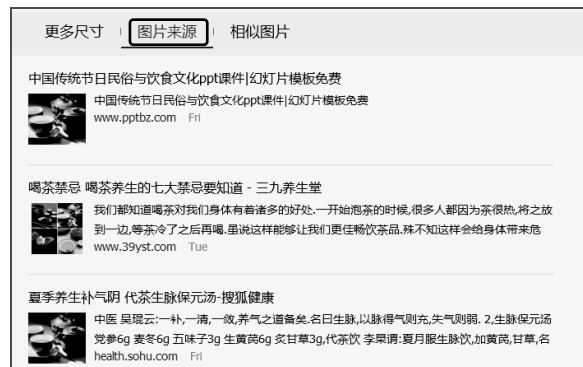 更多尺寸 图片来源 相似图片
中国传统节日民俗与饮食文化ppt课件|幻灯片模板免费
中国传统节日民俗与饮食文化ppt课件|幻灯片模板免费
www.pptbz.com Fri
喝茶禁忌 喝茶养生的七大禁忌要知道 - 三九养生堂
我们都知道喝茶对我们身体有着诸多的好处.一开始泡茶的时候,很多人都因为茶很热,将之放
到一边,等茶冷了之后再喝.虽说这样能够让我们更佳畅饮茶品.殊不知这样会给身体带来危
www.39yst.com Tue
夏季养生补气阴 代茶生脉保元汤-搜狐健康
中医 吴琨云:一补,一清,一敛,养气之道备矣.名曰生脉,以脉得气则充,失气则弱. 2,生脉保元汤
党参6g 麦冬6g 五味子3g 生黄芪6g 炙甘草3g,代茶饮 李杲谓:夏月服生脉饮,加黄芪,甘草,名
health.sohu.com Fri